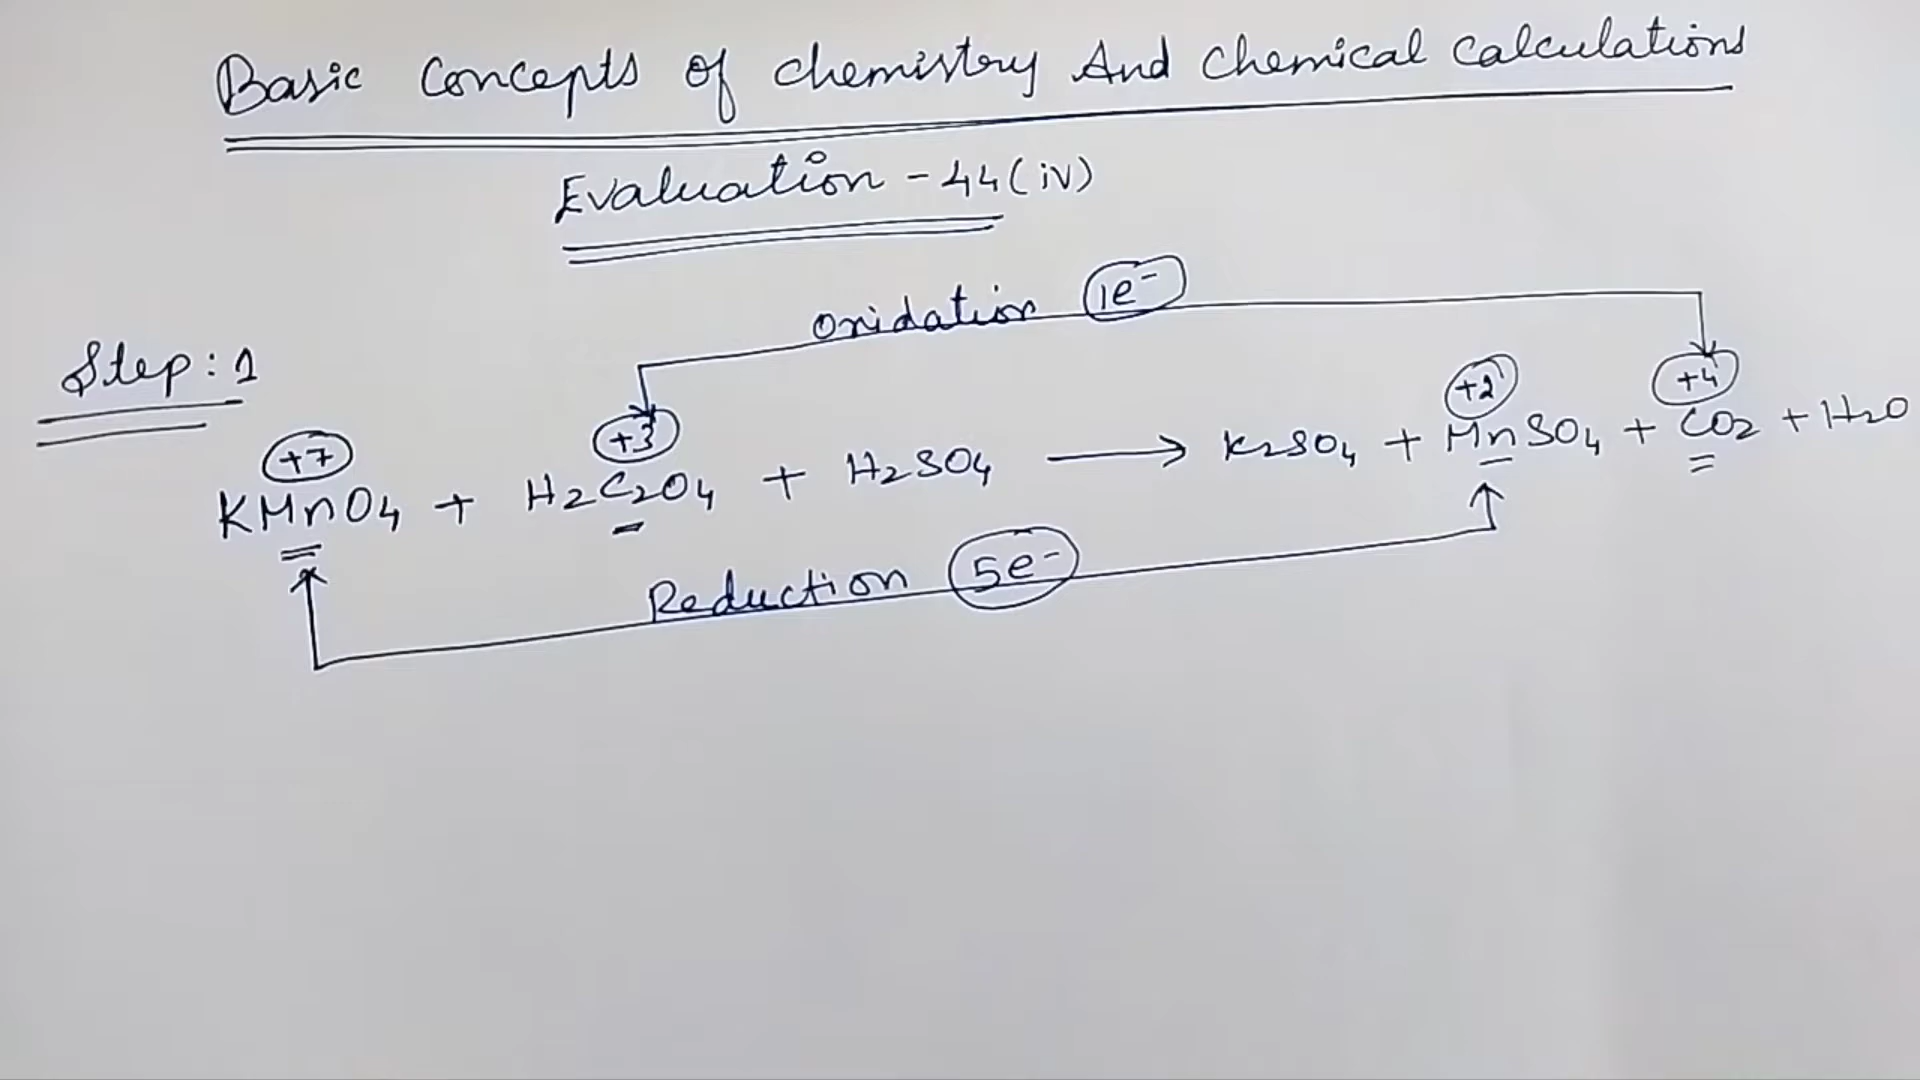 Basic Concepts of Chemistry And Chemical Calculations
Evaluation - 44(iv)
Oxidation 1e-
Step: 1
+7 +3 +2 +4
KMnO4 + H2C2O4 + H2SO4 → K2SO4 + MnSO4 + CO2 + H2O
Reduction 5e-